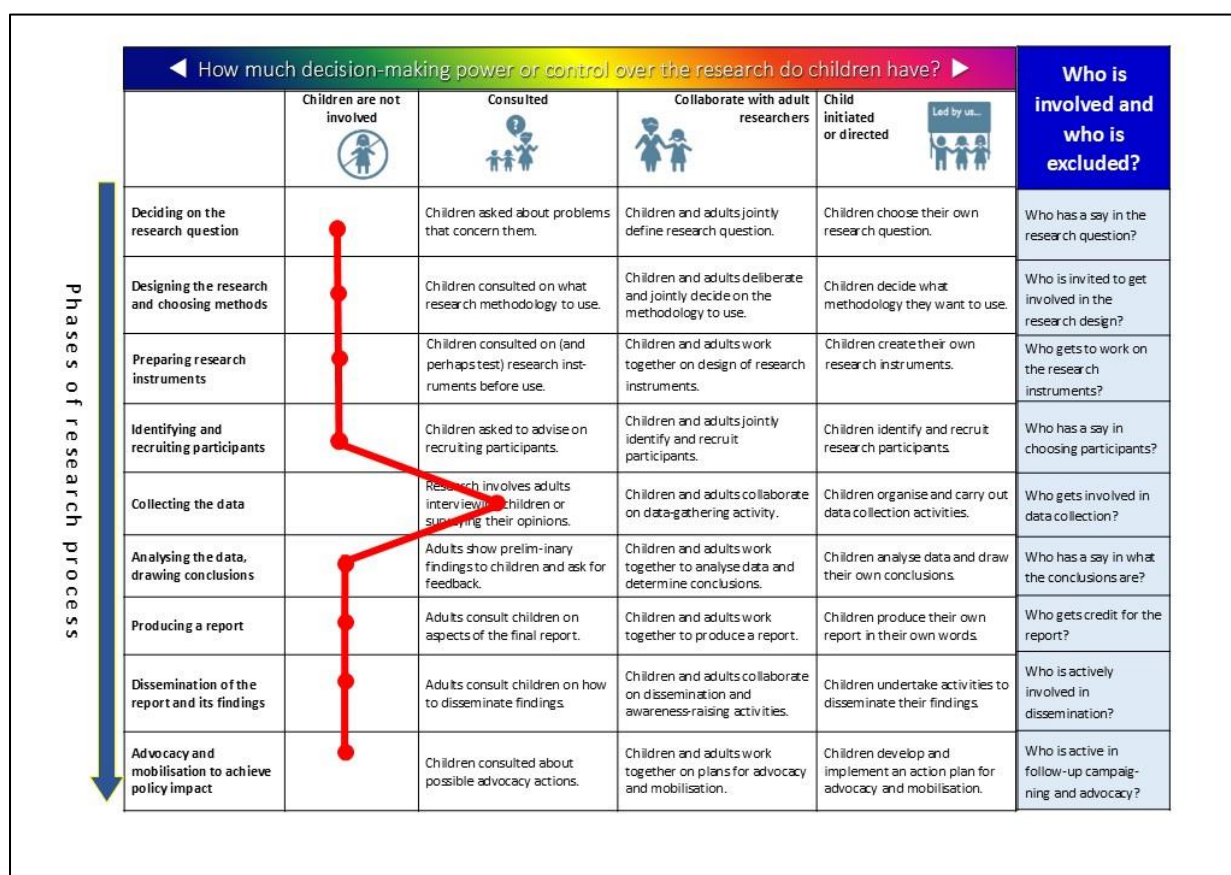 ◄ How much decision-making power or control over the research do children have? ►
Who is
involved and
who is
excluded?
Children are not
involved
Consulted
?
Collaborate with adult
researchers
Child
initiated
or directed
Led by us...
Phases of research process
Deciding on the
research question
Children asked about problems
that concern them.
Children and adults jointly
define research question.
Children choose their own
research question.
Who has a say in the
research question?
Designing the research
and choosing methods
Children consulted on what
research methodology to use.
Children and adults deliberate
and jointly decide on the
methodology to use.
Children decide what
methodology they want to use.
Who is invited to get
involved in the
research design?
Preparing research
instruments
Children consulted on (and
perhaps test) research inst-
ruments before use.
Children and adults work
together on design of research
instruments.
Children create their own
research instruments.
Who gets to work on
the research
instruments?
Identifying and
recruiting participants
Children asked to advise on
recruiting participants.
Children and adults jointly
identify and recruit
participants.
Children identify and recruit
research participants.
Who has a say in
choosing participants?
Collecting the data
Research involves adults
interviewing children or
surveying their opinions.
Children and adults collaborate
on data-gathering activity.
Children organise and carry out
data collection activities.
Who gets involved in
data collection?
Analysing the data,
drawing conclusions
Adults show prelim-inary
findings to children and ask for
feedback.
Children and adults work
together to analyse data and
determine conclusions.
Children analyse data and draw
their own conclusions.
Who has a say in what
the conclusions are?
Producing a report
Adults consult children on
aspects of the final report.
Children and adults work
together to produce a report.
Children produce their own
report in their own words.
Who gets credit for the
report?
Dissemination of the
report and its findings
Adults consult children on how
to disseminate findings.
Children and adults collaborate
on dissemination and
awareness-raising activities.
Children undertake activities to
disseminate their findings.
Who is actively
involved in
dissemination?
Advocacy and
mobilisation to achieve
policy impact
Children consulted about
possible advocacy actions.
Children and adults work
together on plans for advocacy
and mobilisation.
Children develop and
implement an action plan for
advocacy and mobilisation.
Who is active in
follow-up campaig-
ning and advocacy?